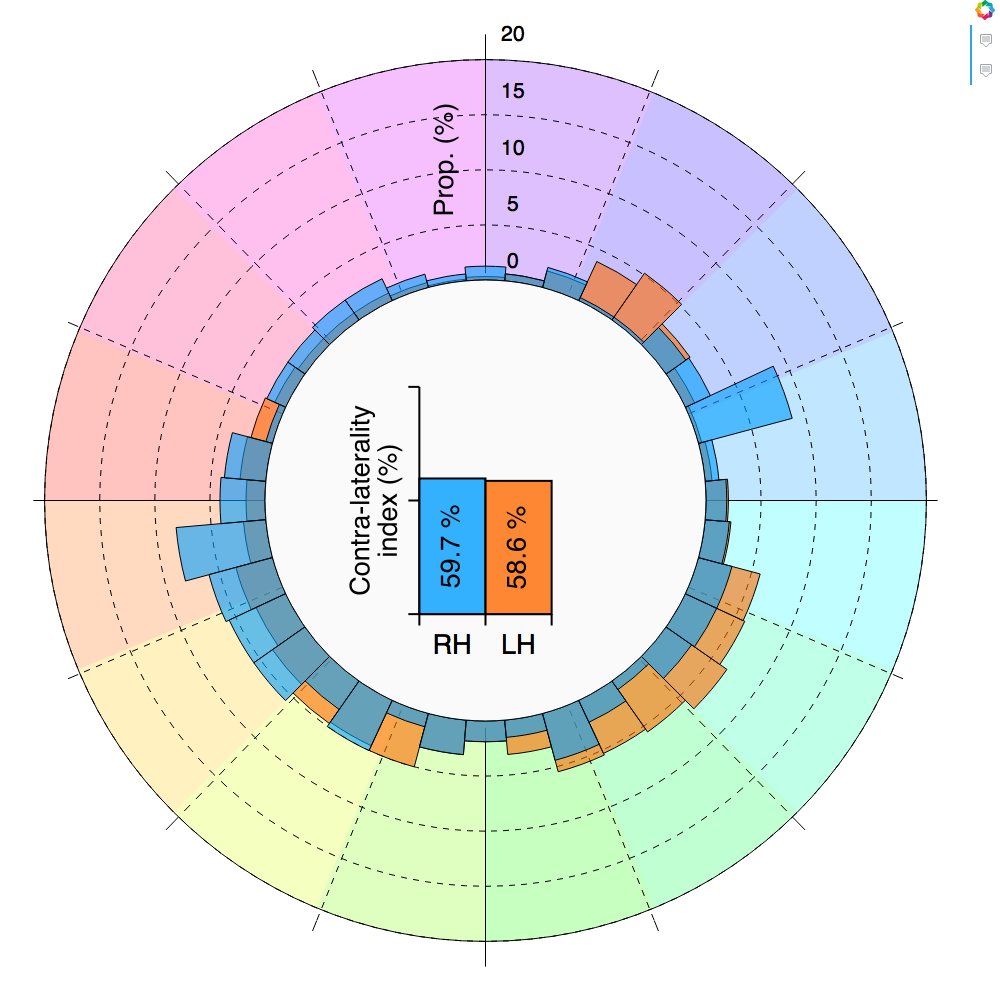 20
15
10
5
0
Prop. (%)
Contra-laterality
index (%)
59.7 %
58.6 %
RH
LH